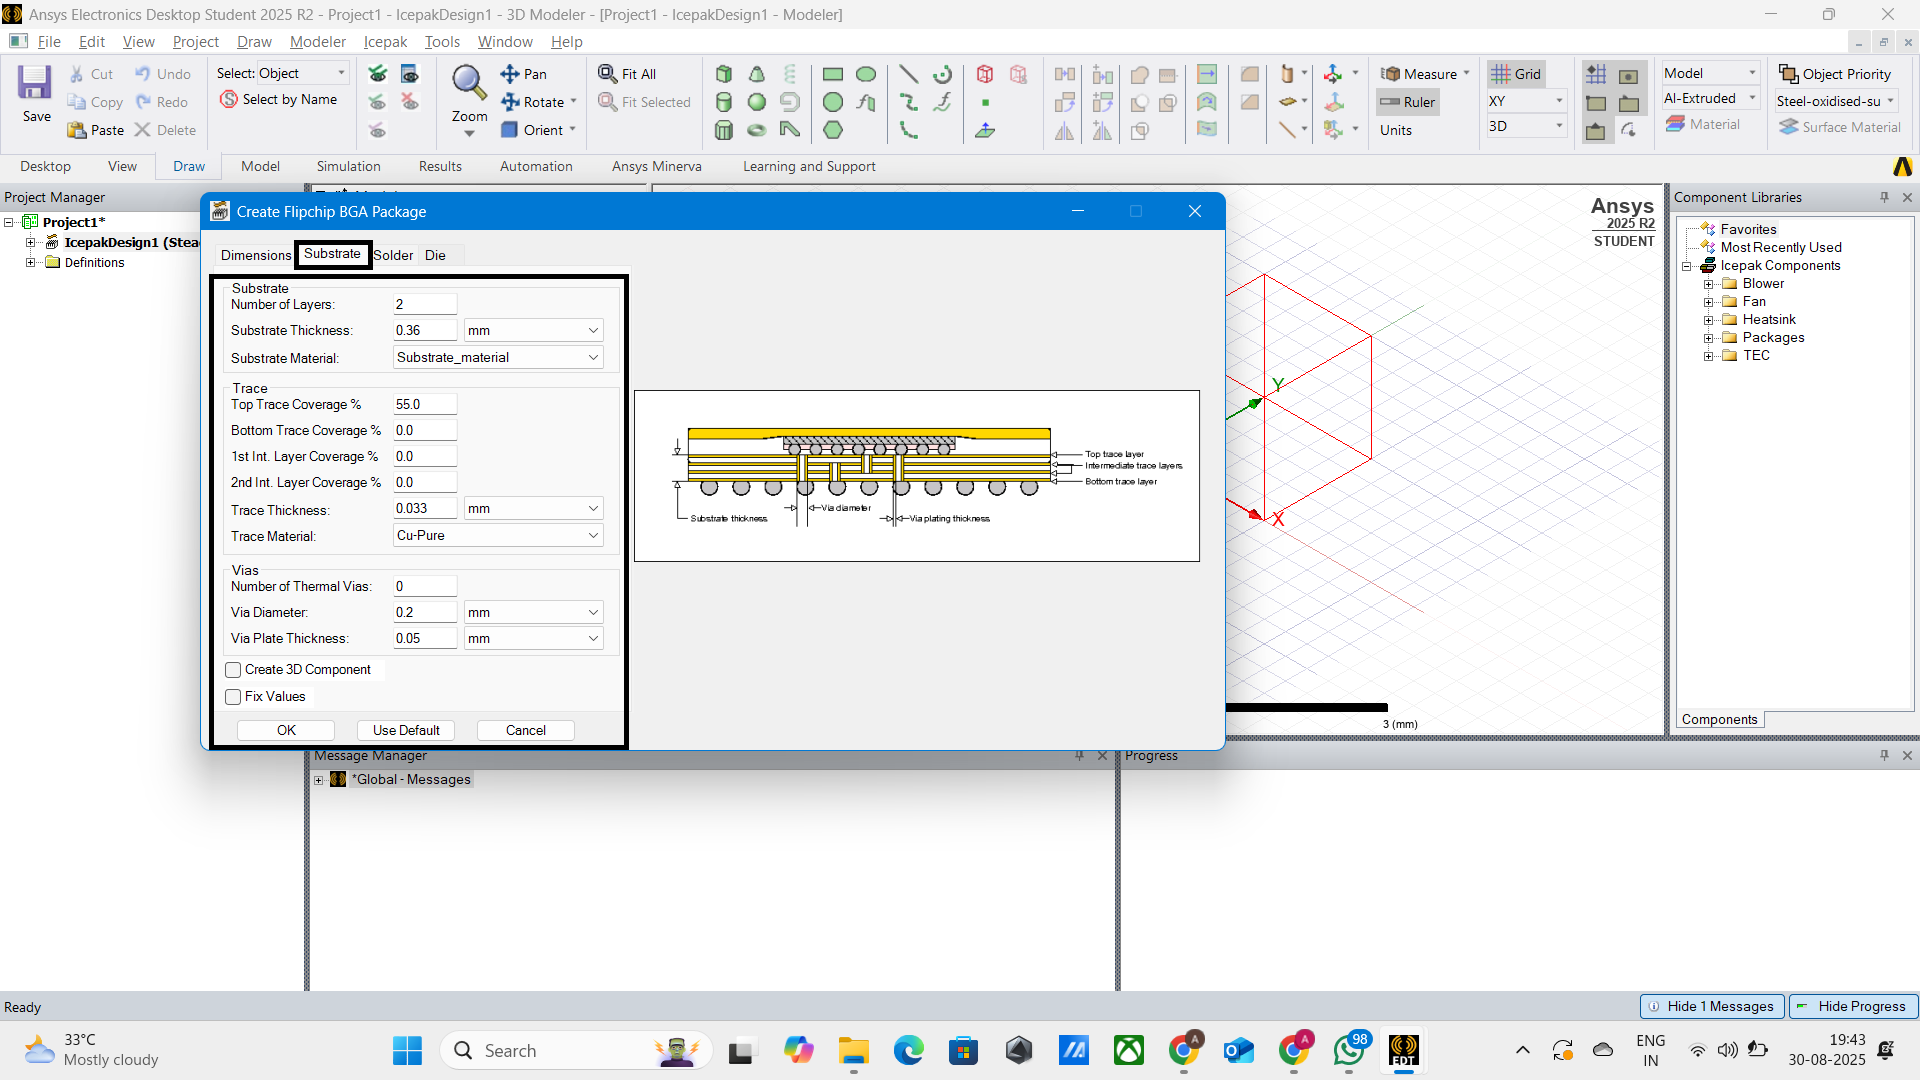 Ansys Electronics Desktop Student 2025 R2 - Project1 - IcepakDesign1 - 3D Modeler - [Project1 - IcepakDesign1 - Modeler]
File Edit View Project Draw Modeler Icepak Tools Window Help
Save
Cut
Copy
Paste
Undo
Redo
Delete
Select: Object
Select by Name
Zoom
Pan
Rotate
Orient
Fit All
Fit Selected
Measure
Ruler
Units
Grid
XY
3D
Model
Al-Extruded
Material
Object Priority
Steel-oxidised-su
Surface Material
Desktop View Draw Model Simulation Results Automation Ansys Minerva Learning and Support
Project Manager
Project1*
IcepakDesign1 (Stea
Definitions
Create Flipchip BGA Package
Dimensions Substrate Solder Die
Substrate
Number of Layers: 2
Substrate Thickness: 0.36 mm
Substrate Material: Substrate_material
Trace
Top Trace Coverage % 55.0
Bottom Trace Coverage % 0.0
1st Int. Layer Coverage % 0.0
2nd Int. Layer Coverage % 0.0
Trace Thickness: 0.033 mm
Trace Material: Cu-Pure
Vias
Number of Thermal Vias: 0
Via Diameter: 0.2 mm
Via Plate Thickness: 0.05 mm
Create 3D Component
Fix Values
OK Use Default Cancel
Top trace layer
Intermediate trace layers
Bottom trace layer
Via diameter
Substrate thickness
Via plating thickness
Ansys
2025 R2
STUDENT
Y
X
3 (mm)
Component Libraries
Favorites
Most Recently Used
Icepak Components
Blower
Fan
Heatsink
Packages
TEC
Components
Message Manager
*Global - Messages
Progress
Ready
Hide 1 Messages Hide Progress
33°C
Mostly cloudy
Search
A
A
98
EDT
ENG
IN
19:43
30-08-2025